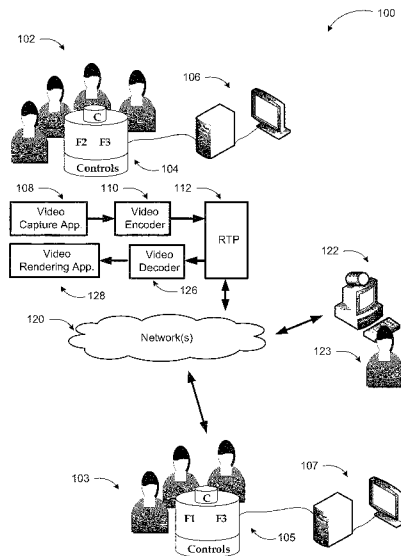 100
102
106
C
F2 F3
Controls
104
108
110
112
Video Capture App.
Video Encoder
RTP
Video Rendering App.
Video Decoder
128
126
122
120
Network(s)
123
103
107
C
F1 F3
Controls
105